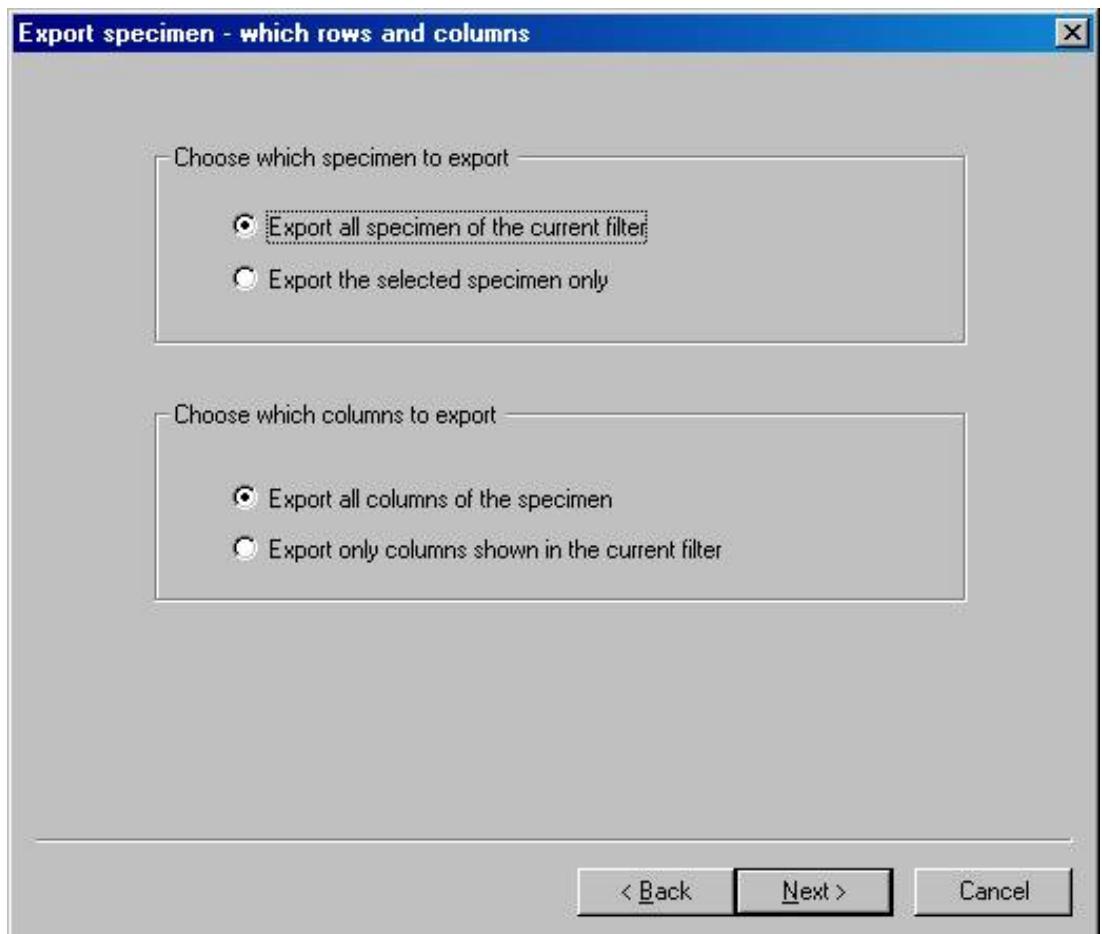 Export specimen - which rows and columns
Choose which specimen to export
Export all specimen of the current filter
Export the selected specimen only
Choose which columns to export
Export all columns of the specimen
Export only columns shown in the current filter
< Back Next > Cancel